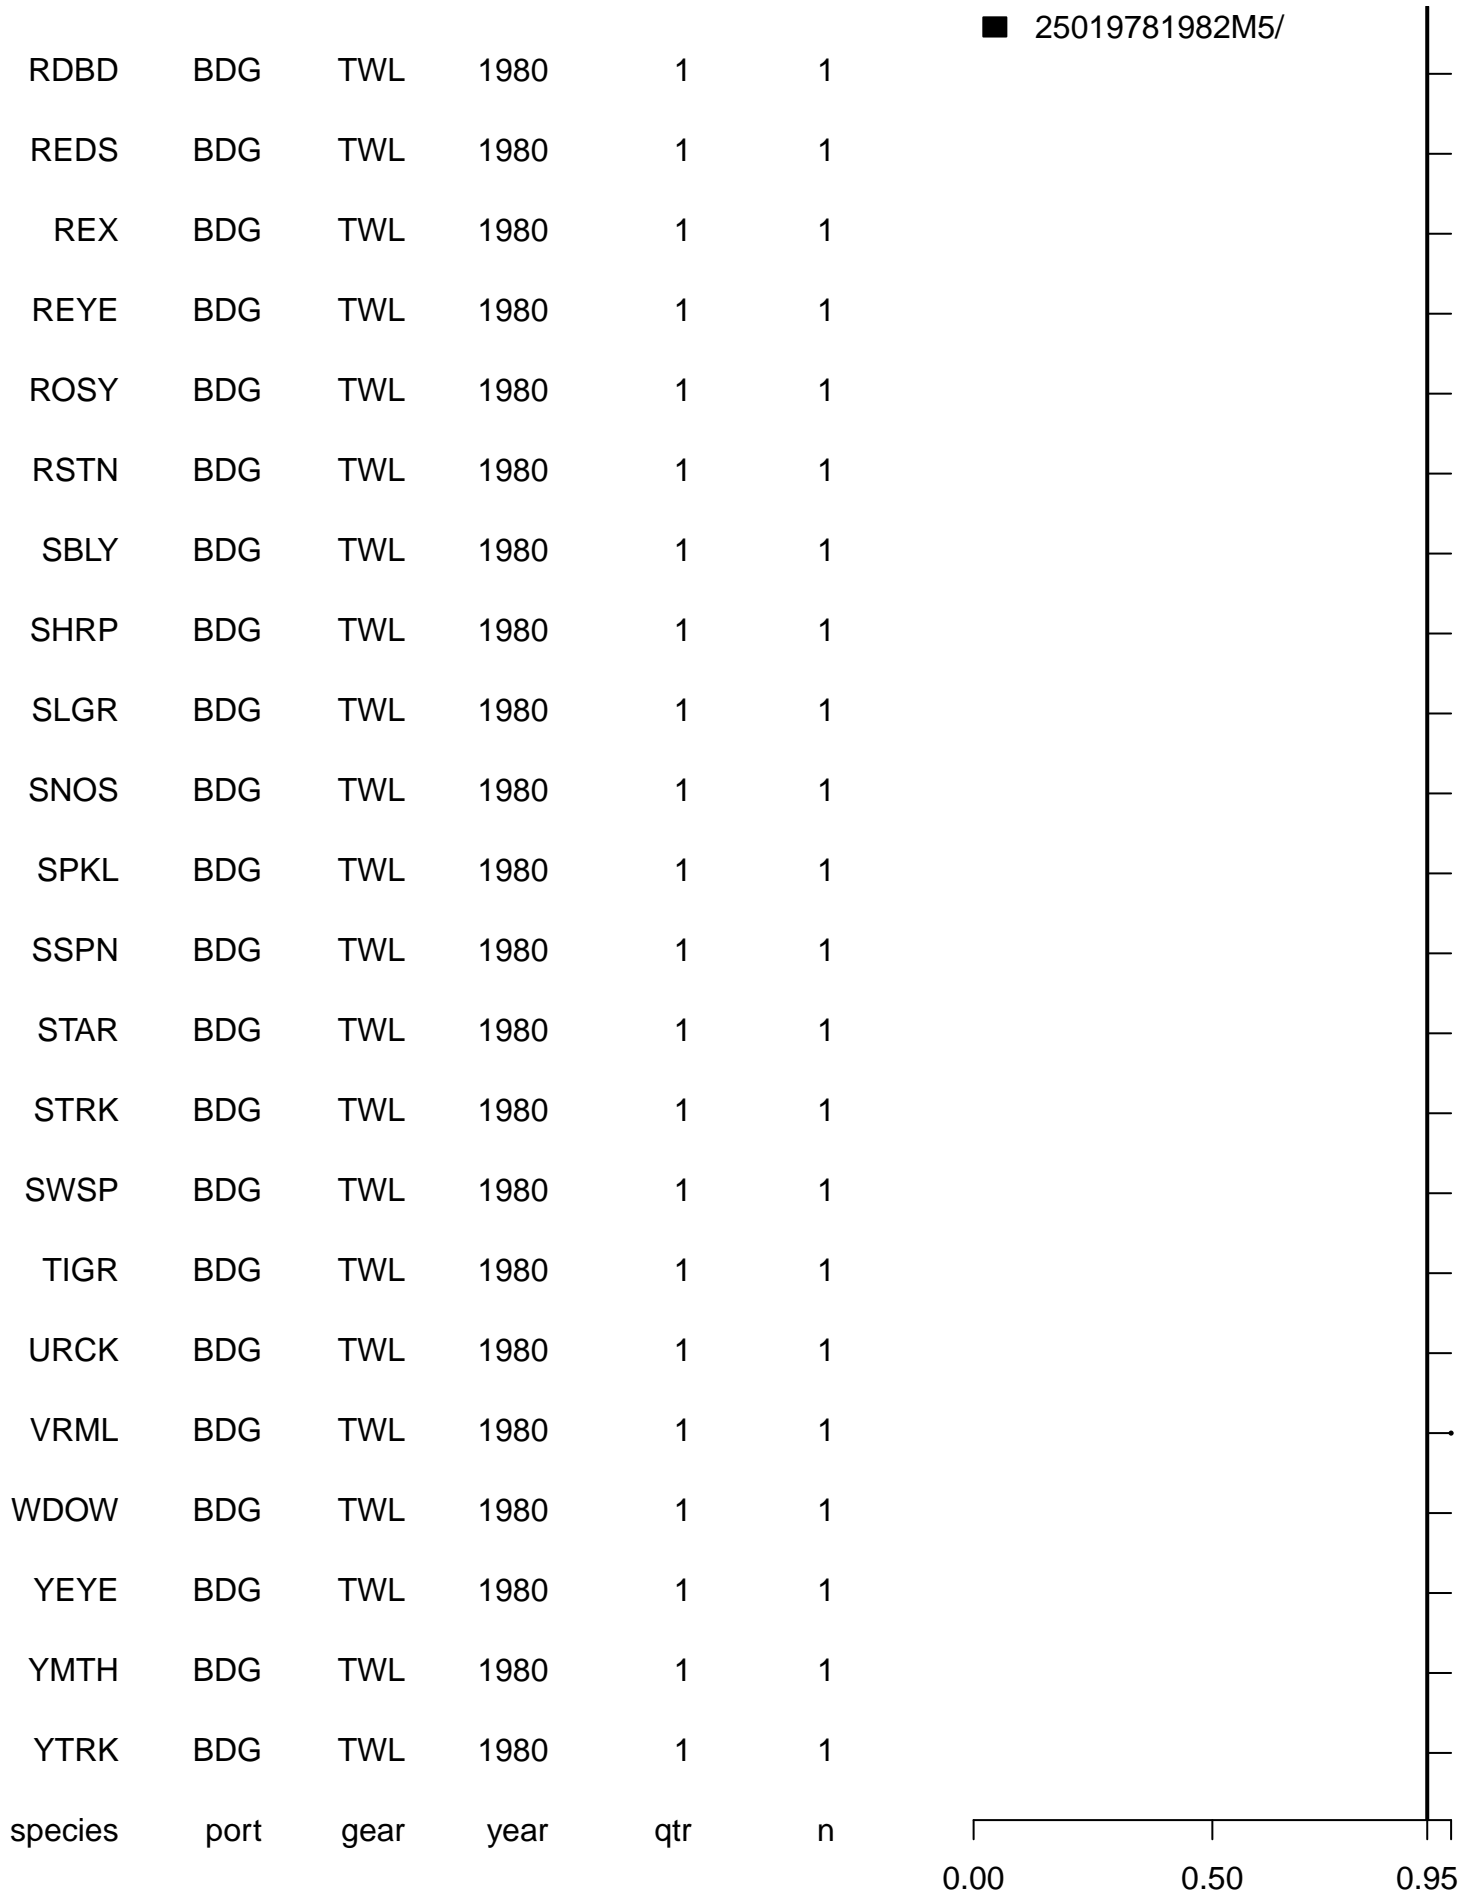 25019781982M5/
RDBD BDG TWL 1980 1 1
REDS BDG TWL 1980 1 1
REX BDG TWL 1980 1 1
REYE BDG TWL 1980 1 1
ROSY BDG TWL 1980 1 1
RSTN BDG TWL 1980 1 1
SBLY BDG TWL 1980 1 1
SHRP BDG TWL 1980 1 1
SLGR BDG TWL 1980 1 1
SNOS BDG TWL 1980 1 1
SPKL BDG TWL 1980 1 1
SSPN BDG TWL 1980 1 1
STAR BDG TWL 1980 1 1
STRK BDG TWL 1980 1 1
SWSP BDG TWL 1980 1 1
TIGR BDG TWL 1980 1 1
URCK BDG TWL 1980 1 1
VRML BDG TWL 1980 1 1
WDOW BDG TWL 1980 1 1
YEYE BDG TWL 1980 1 1
YMTH BDG TWL 1980 1 1
YTRK BDG TWL 1980 1 1
species port gear year qtr n
0.00 0.50 0.95